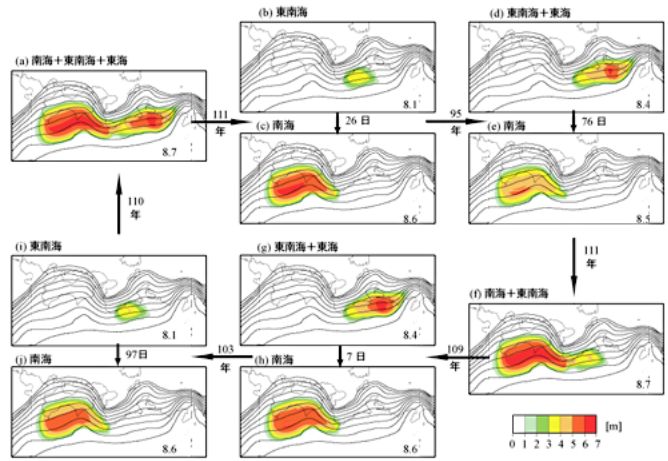 (a) 南海＋東南海＋東海
8.7
111
年
(b) 東南海
8.1
26 日
(c) 南海
8.6
95
年
(d) 東南海＋東海
8.4
76 日
(e) 南海
8.5
111
年
(f) 南海＋東南海
8.7
109
年
(g) 東南海＋東海
8.4
7 日
(h) 南海
8.6
103
年
(i) 東南海
8.1
97日
(j) 南海
8.6
110
年
[m]
0 1 2 3 4 5 6 7